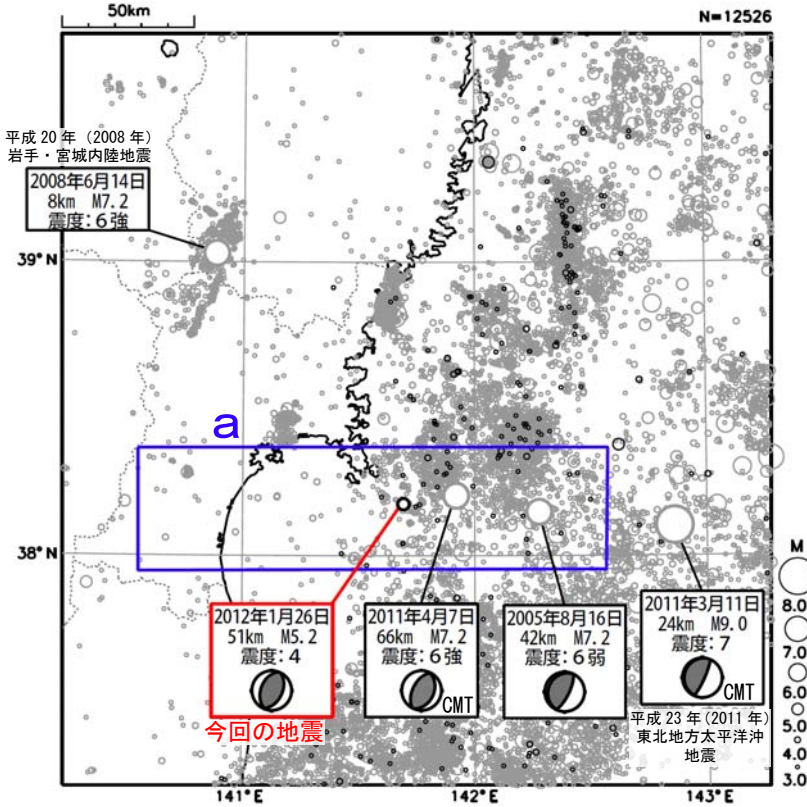 50km
N=12526
平成 20 年（2008 年）
岩手・宮城内陸地震
2008年6月14日
8km M7.2
震度：6強
39°N
a
38°N
2012年1月26日
51km M5.2
震度：4
今回の地震
2011年4月7日
66km M7.2
震度：6強
CMT
2005年8月16日
42km M7.2
震度：6弱
2011年3月11日
24km M9.0
震度：7
CMT
平成 23 年（2011 年）
東北地方太平洋沖
地震
M
8.0
7.0
6.0
5.0
4.0
3.0
141°E
142°E
143°E